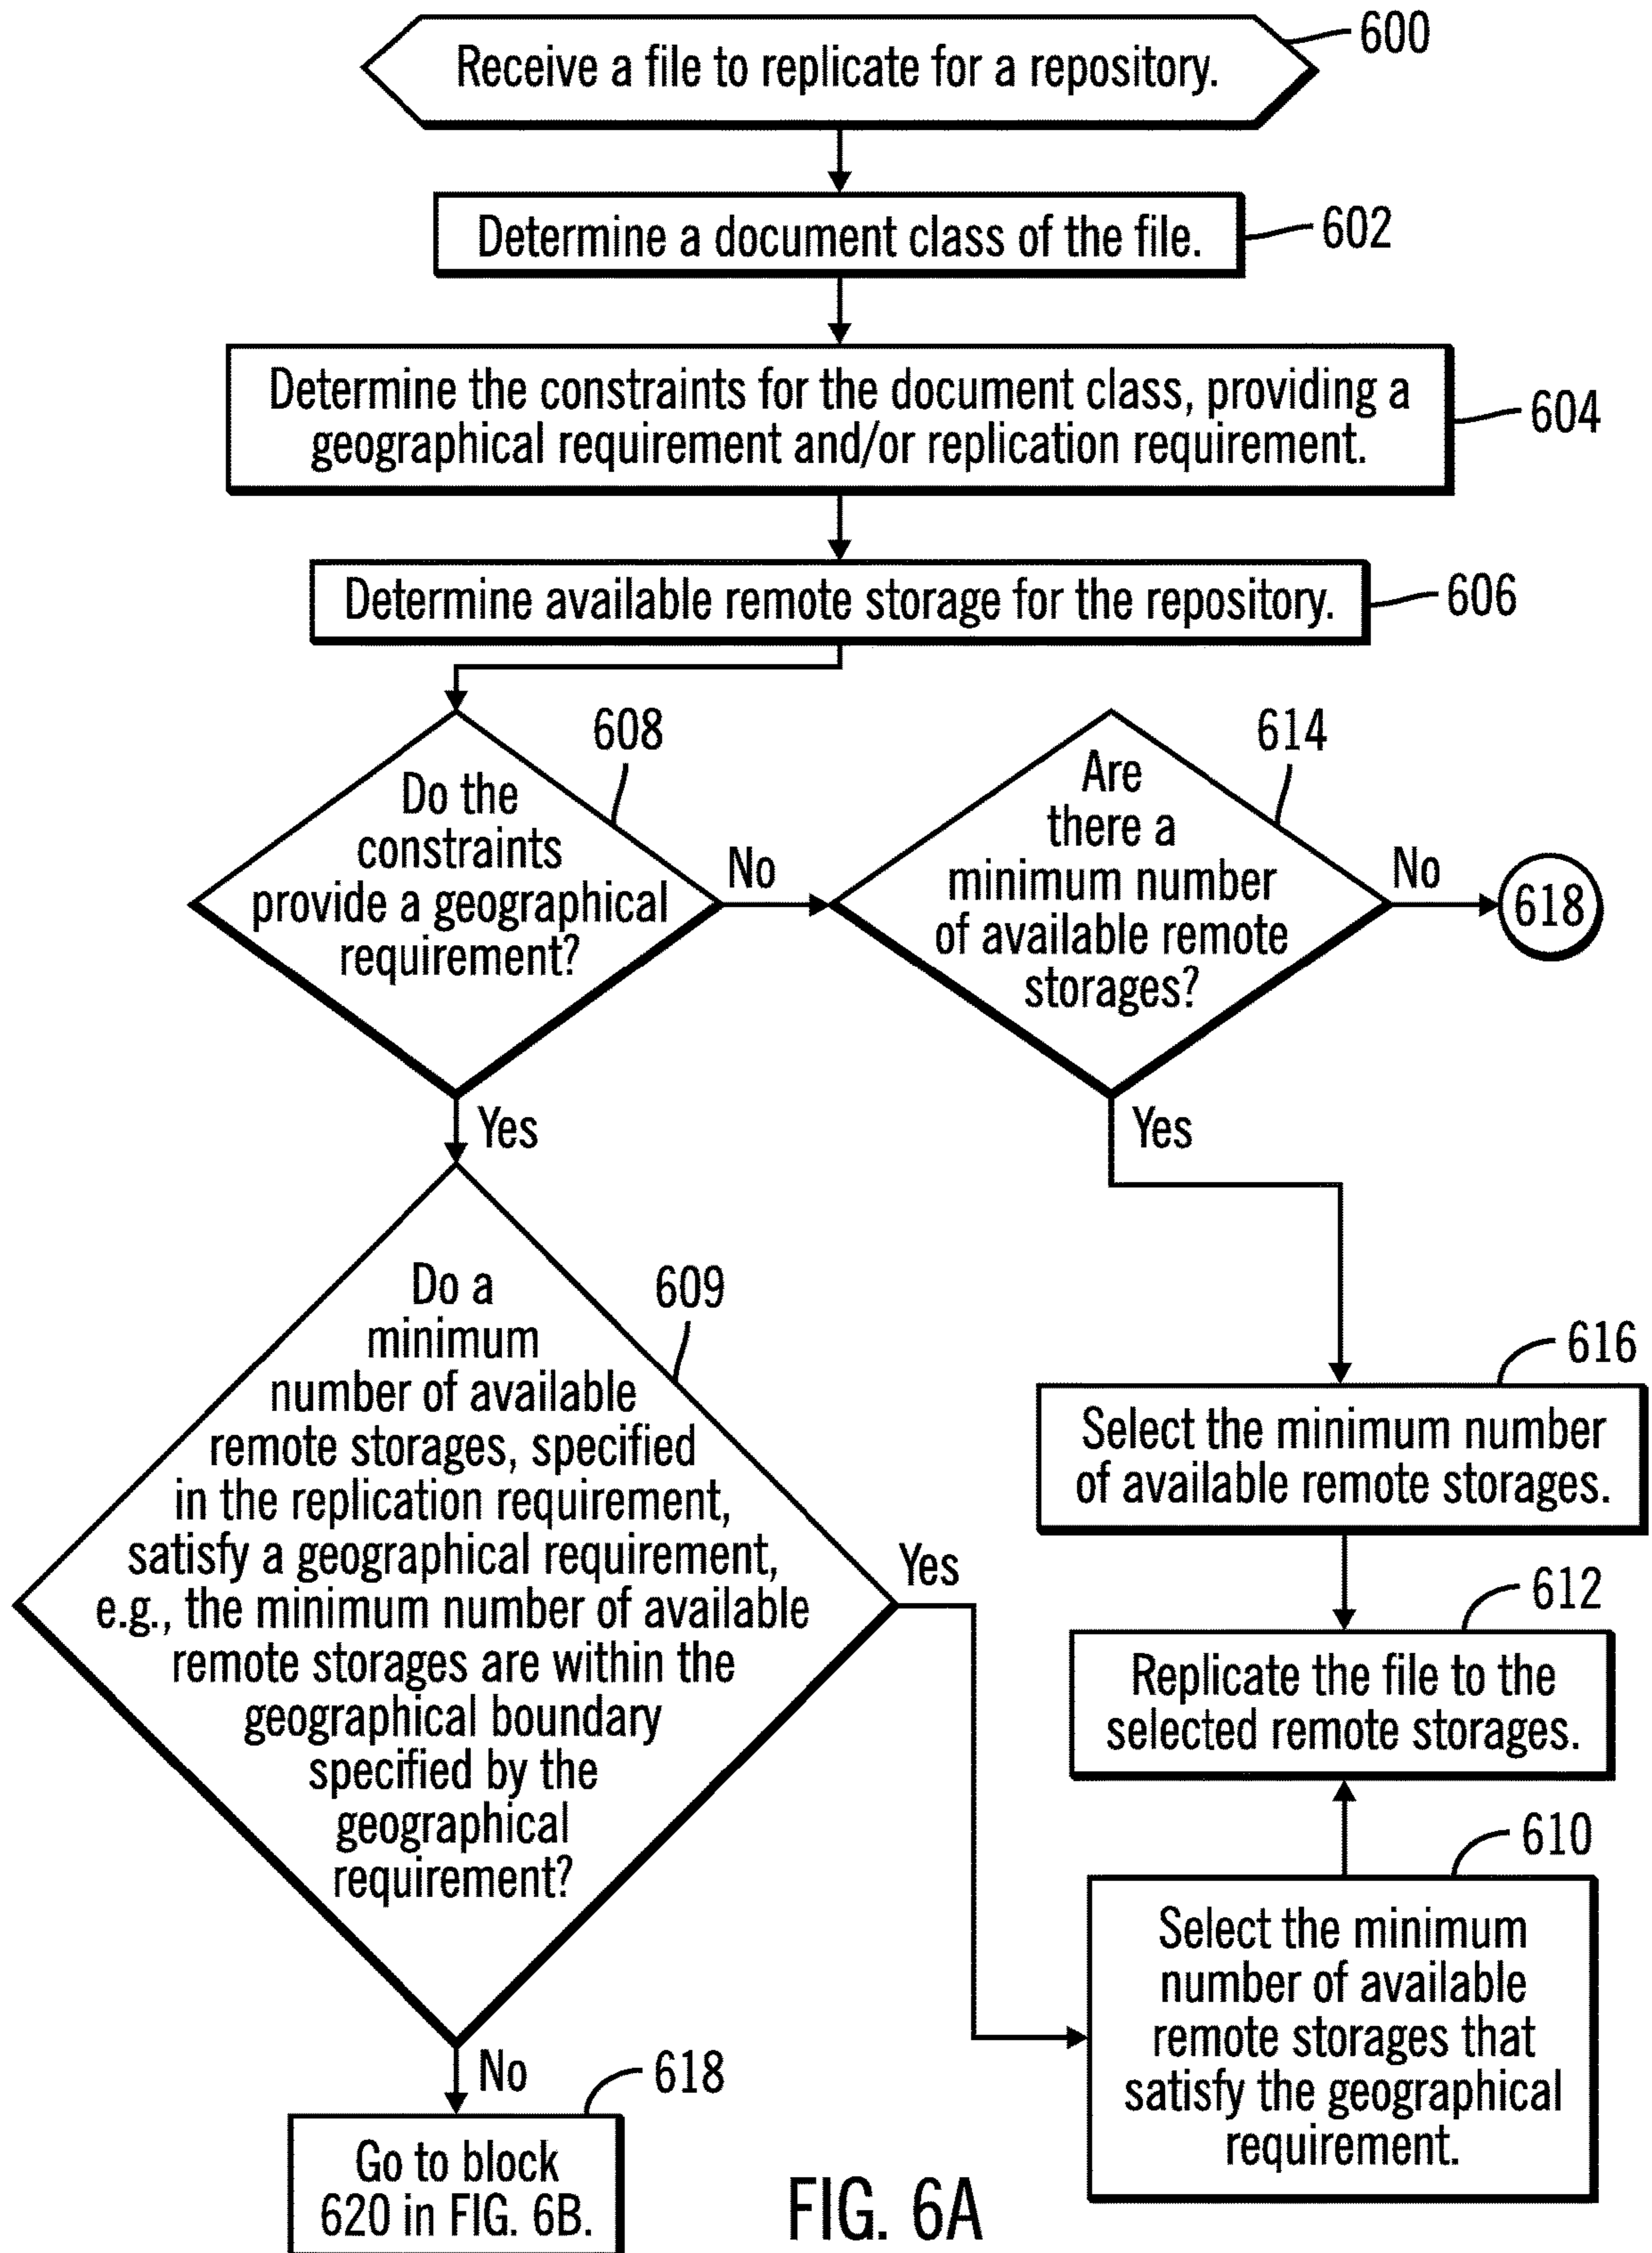 600
Receive a file to replicate for a repository.
602
Determine a document class of the file.
604
Determine the constraints for the document class, providing a
geographical requirement and/or replication requirement.
606
Determine available remote storage for the repository.
608
Do the
constraints
provide a geographical
requirement?
No
614
Are
there a
minimum number
of available remote
storages?
No
618
Yes
Yes
609
Do a
minimum
number of available
remote storages, specified
in the replication requirement,
satisfy a geographical requirement,
e.g., the minimum number of available
remote storages are within the
geographical boundary
specified by the
geographical
requirement?
Yes
616
Select the minimum number
of available remote storages.
612
Replicate the file to the
selected remote storages.
610
Select the minimum
number of available
remote storages that
satisfy the geographical
requirement.
No
618
Go to block
620 in FIG. 6B.
FIG. 6A